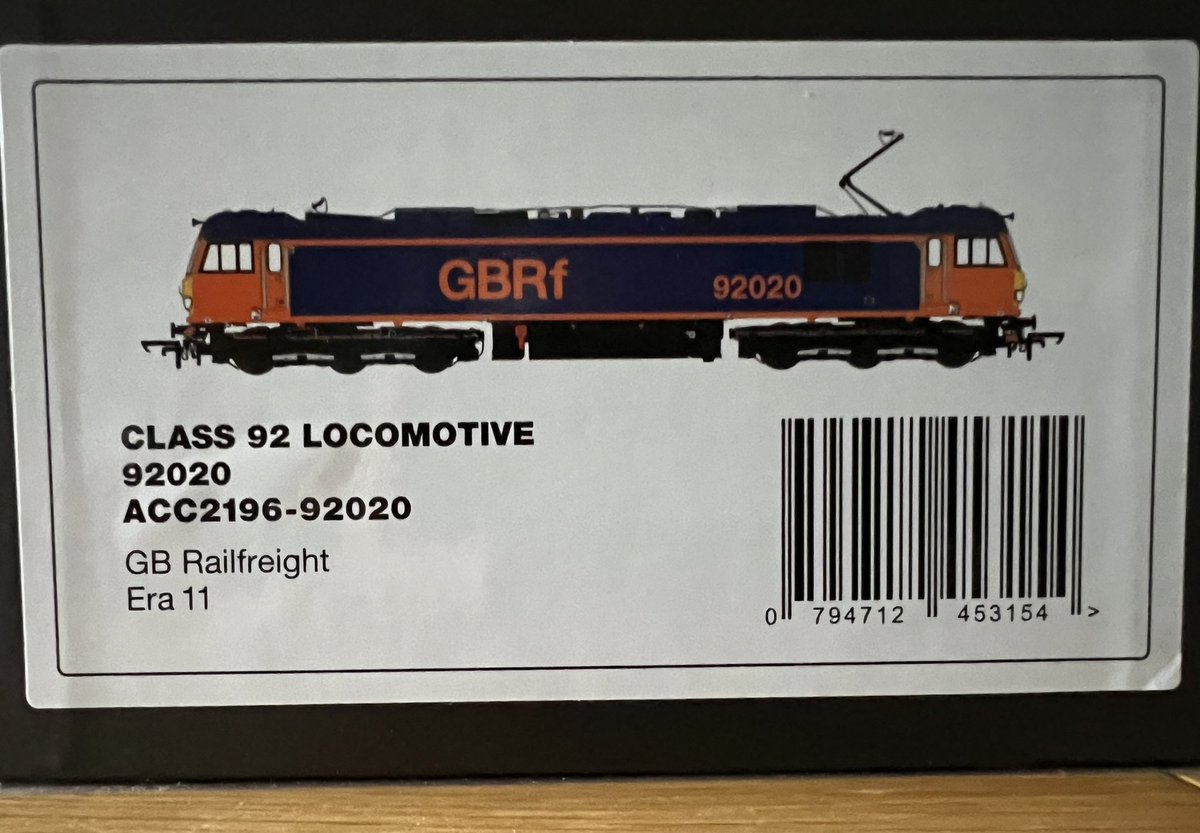 GBRf
92020
CLASS 92 LOCOMOTIVE
92020
ACC2196-92020
GB Railfreight
Era 11
0 794712 453154 >